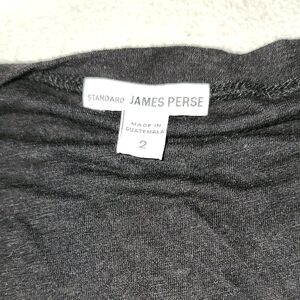 STANDARD JAMES PERSE
MADE IN
GUATEMALA
2